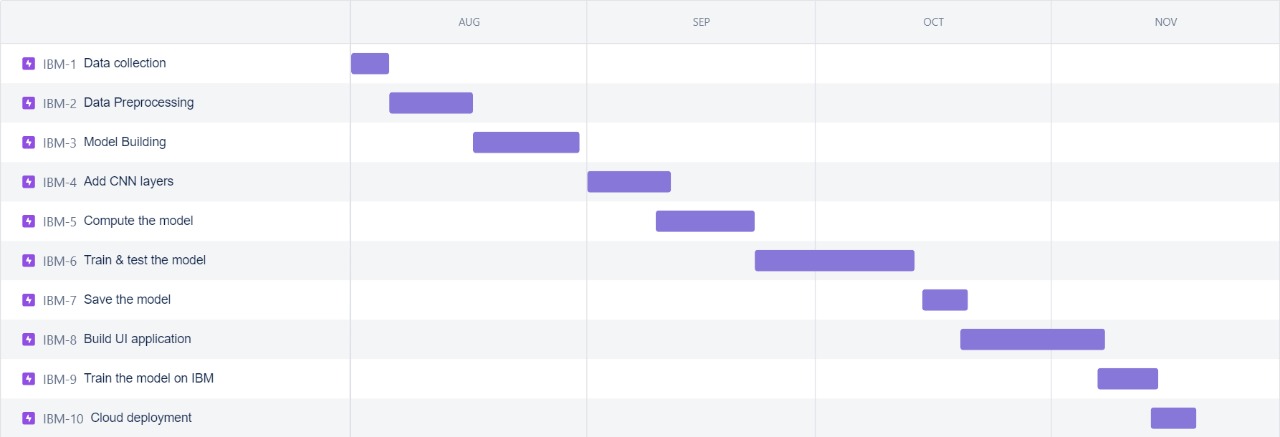 AUG SEP OCT NOV
IBM-1 Data collection
IBM-2 Data Preprocessing
IBM-3 Model Building
IBM-4 Add CNN layers
IBM-5 Compute the model
IBM-6 Train & test the model
IBM-7 Save the model
IBM-8 Build UI application
IBM-9 Train the model on IBM
IBM-10 Cloud deployment